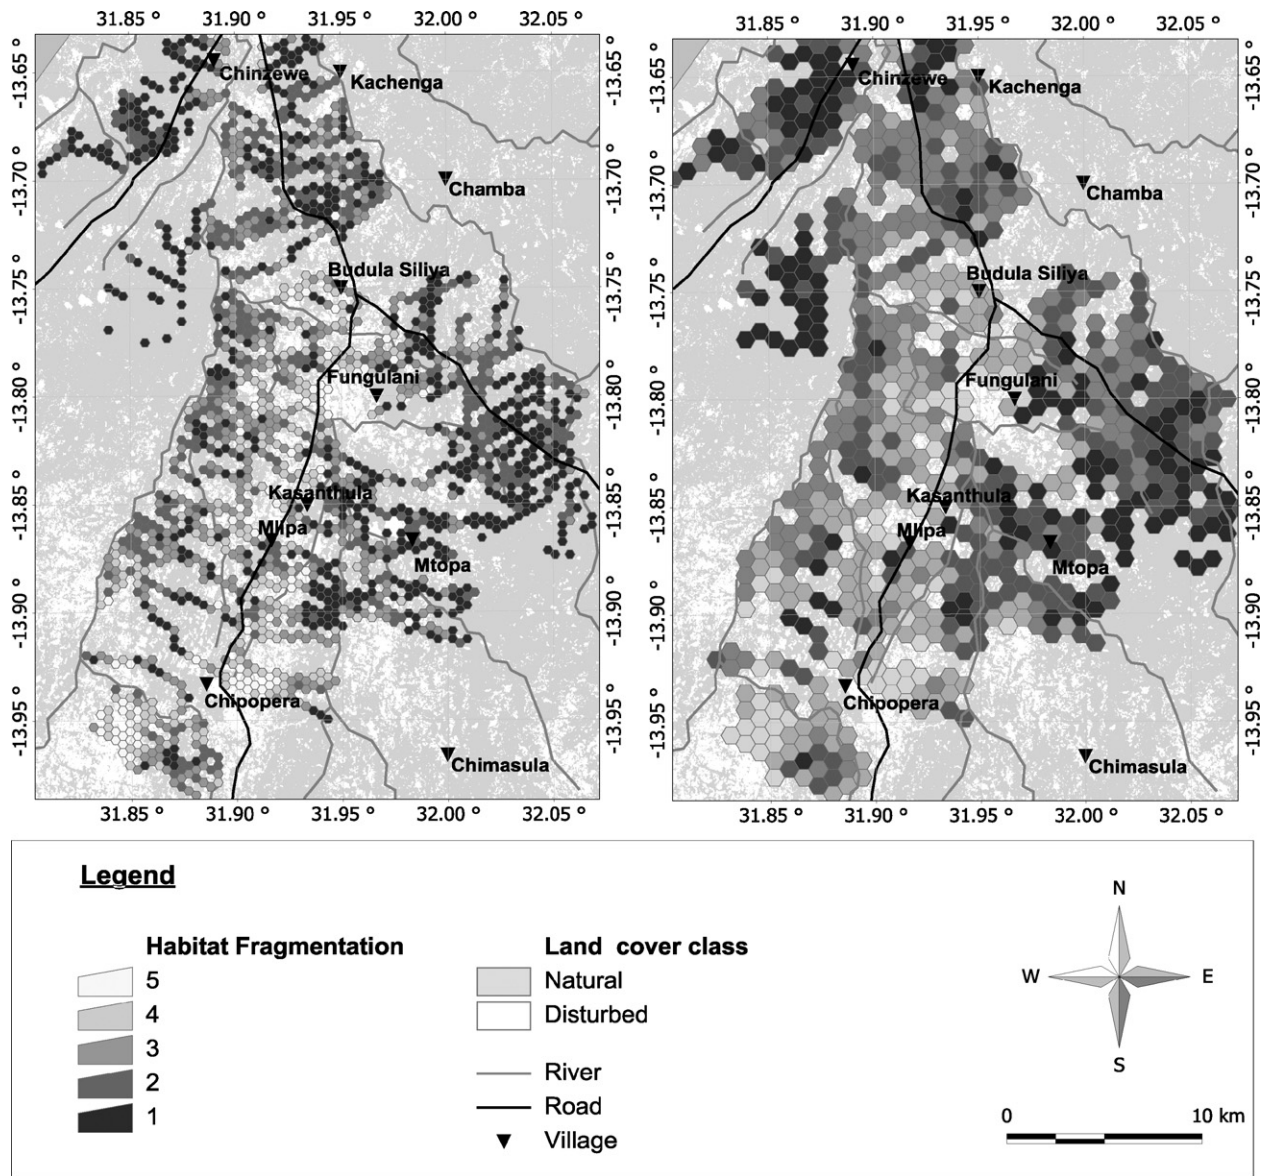 31.85 ° 31.90 ° 31.95 ° 32.00 ° 32.05 °
31.85 ° 31.90 ° 31.95 ° 32.00 ° 32.05 °
-13.65 °
-13.70 °
-13.75 °
-13.80 °
-13.85 °
-13.90 °
-13.95 °
Chinzewe
Kachenga
Chamba
Budula Siliya
Fungulani
Kasanthula
Mlipa
Mtopa
Chipopera
Chimasula
-13.65 °
-13.70 °
-13.75 °
-13.80 °
-13.85 °
-13.90 °
-13.95 °
31.85 ° 31.90 ° 31.95 ° 32.00 ° 32.05 °
-13.65 °
-13.70 °
-13.75 °
-13.80 °
-13.85 °
-13.90 °
-13.95 °
Chinzewe
Kachenga
Chamba
Budula Siliya
Fungulani
Kasanthula
Mlipa
Mtopa
Chipopera
Chimasula
-13.65 °
-13.70 °
-13.75 °
-13.80 °
-13.85 °
-13.90 °
-13.95 °
31.85 ° 31.90 ° 31.95 ° 32.00 ° 32.05 °
Legend
Habitat Fragmentation
5
4
3
2
1
Land cover class
Natural
Disturbed
River
Road
Village
N
W E
S
0 10 km